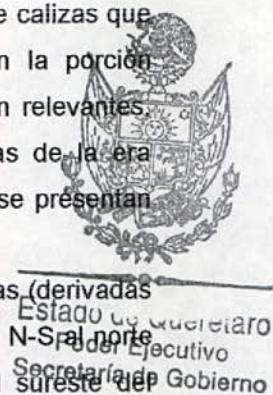 e calizas que
n la porción
n relevantes,
as de la era
se presentan
as (derivadas
Estado de Querétaro
N-S al norte
Poder Ejecutivo
Secretaría de Gobierno
sureste del